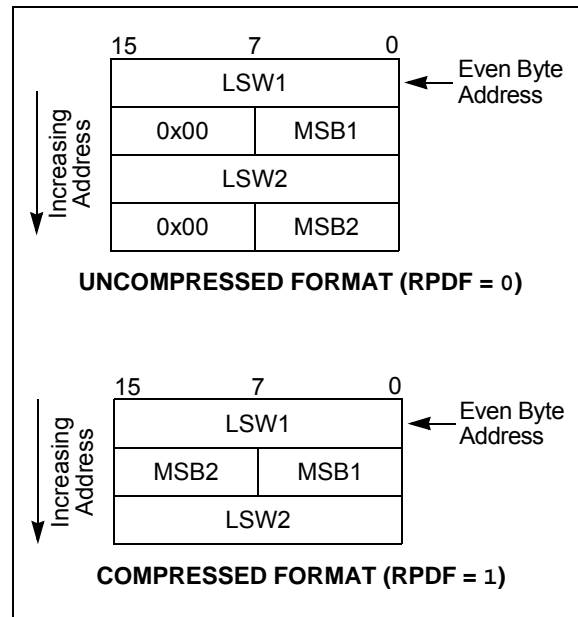 15 7 0
LSW1
Even Byte
Address
0x00 MSB1
LSW2
0x00 MSB2
Increasing
Address
UNCOMPRESSED FORMAT (RPDF = 0)
15 7 0
LSW1
Even Byte
Address
MSB2 MSB1
LSW2
Increasing
Address
COMPRESSED FORMAT (RPDF = 1)